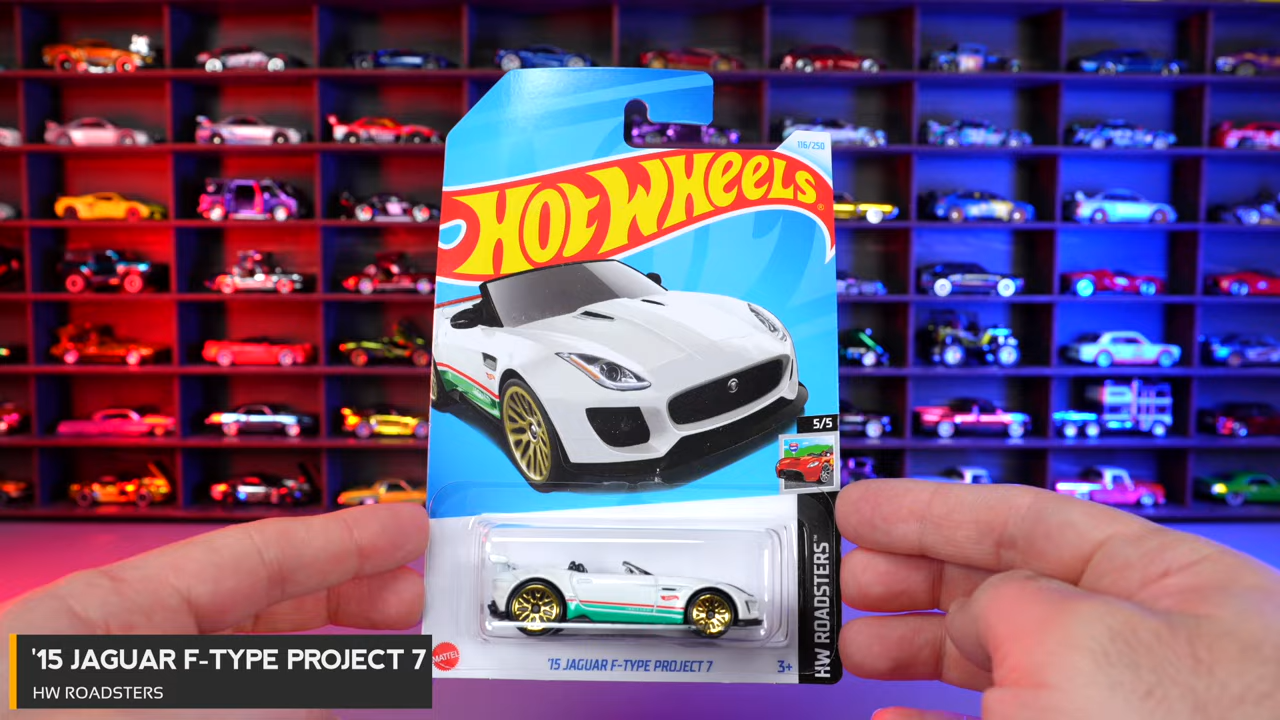 116/250
HOT WHEELS®
5/5
HW ROADSTERS™
MATTEL
'15 JAGUAR F-TYPE PROJECT 7
3+
'15 JAGUAR F-TYPE PROJECT 7
HW ROADSTERS